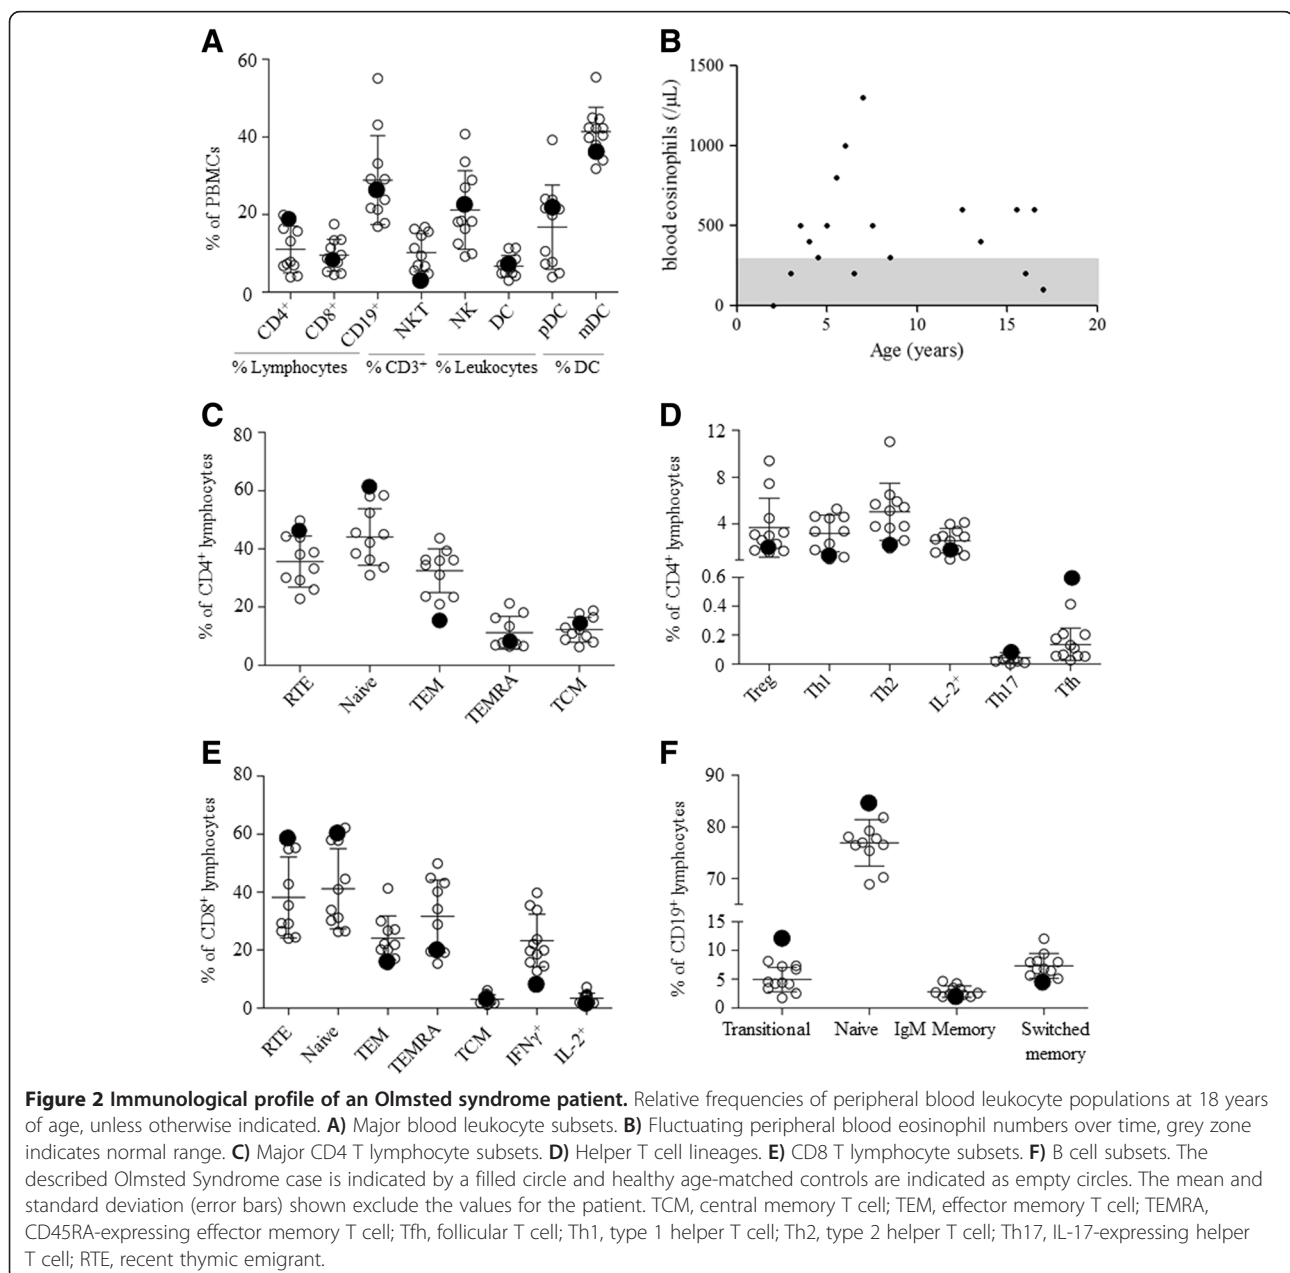 A
% of PBMCs
60
40
20
0
CD4+
CD8+
CD19+
NKT
NK
DC
pDC
mDC
% Lymphocytes
% CD3+
% Leukocytes
% DC
B
blood eosinophils (/μL)
1500
1000
500
0
0 5 10 15 20
Age (years)
C
% of CD4+ lymphocytes
80
60
40
20
0
RTE
Naive
TEM
TEMRA
TCM
D
% of CD4+ lymphocytes
12
8
4
0.6
0.4
0.2
0
Treg
Th1
Th2
IL-2+
Th17
Tfh
E
% of CD8+ lymphocytes
80
60
40
20
0
RTE
Naive
TEM
TEMRA
TCM
IFNγ+
IL-2+
F
% of CD19+ lymphocytes
90
80
70
15
10
5
0
Transitional
Naive
IgM Memory
Switched
memory
Figure 2 Immunological profile of an Olmsted syndrome patient. Relative frequencies of peripheral blood leukocyte populations at 18 years
of age, unless otherwise indicated. A) Major blood leukocyte subsets. B) Fluctuating peripheral blood eosinophil numbers over time, grey zone
indicates normal range. C) Major CD4 T lymphocyte subsets. D) Helper T cell lineages. E) CD8 T lymphocyte subsets. F) B cell subsets. The
described Olmsted Syndrome case is indicated by a filled circle and healthy age-matched controls are indicated as empty circles. The mean and
standard deviation (error bars) shown exclude the values for the patient. TCM, central memory T cell; TEM, effector memory T cell; TEMRA,
CD45RA-expressing effector memory T cell; Tfh, follicular T cell; Th1, type 1 helper T cell; Th2, type 2 helper T cell; Th17, IL-17-expressing helper
T cell; RTE, recent thymic emigrant.